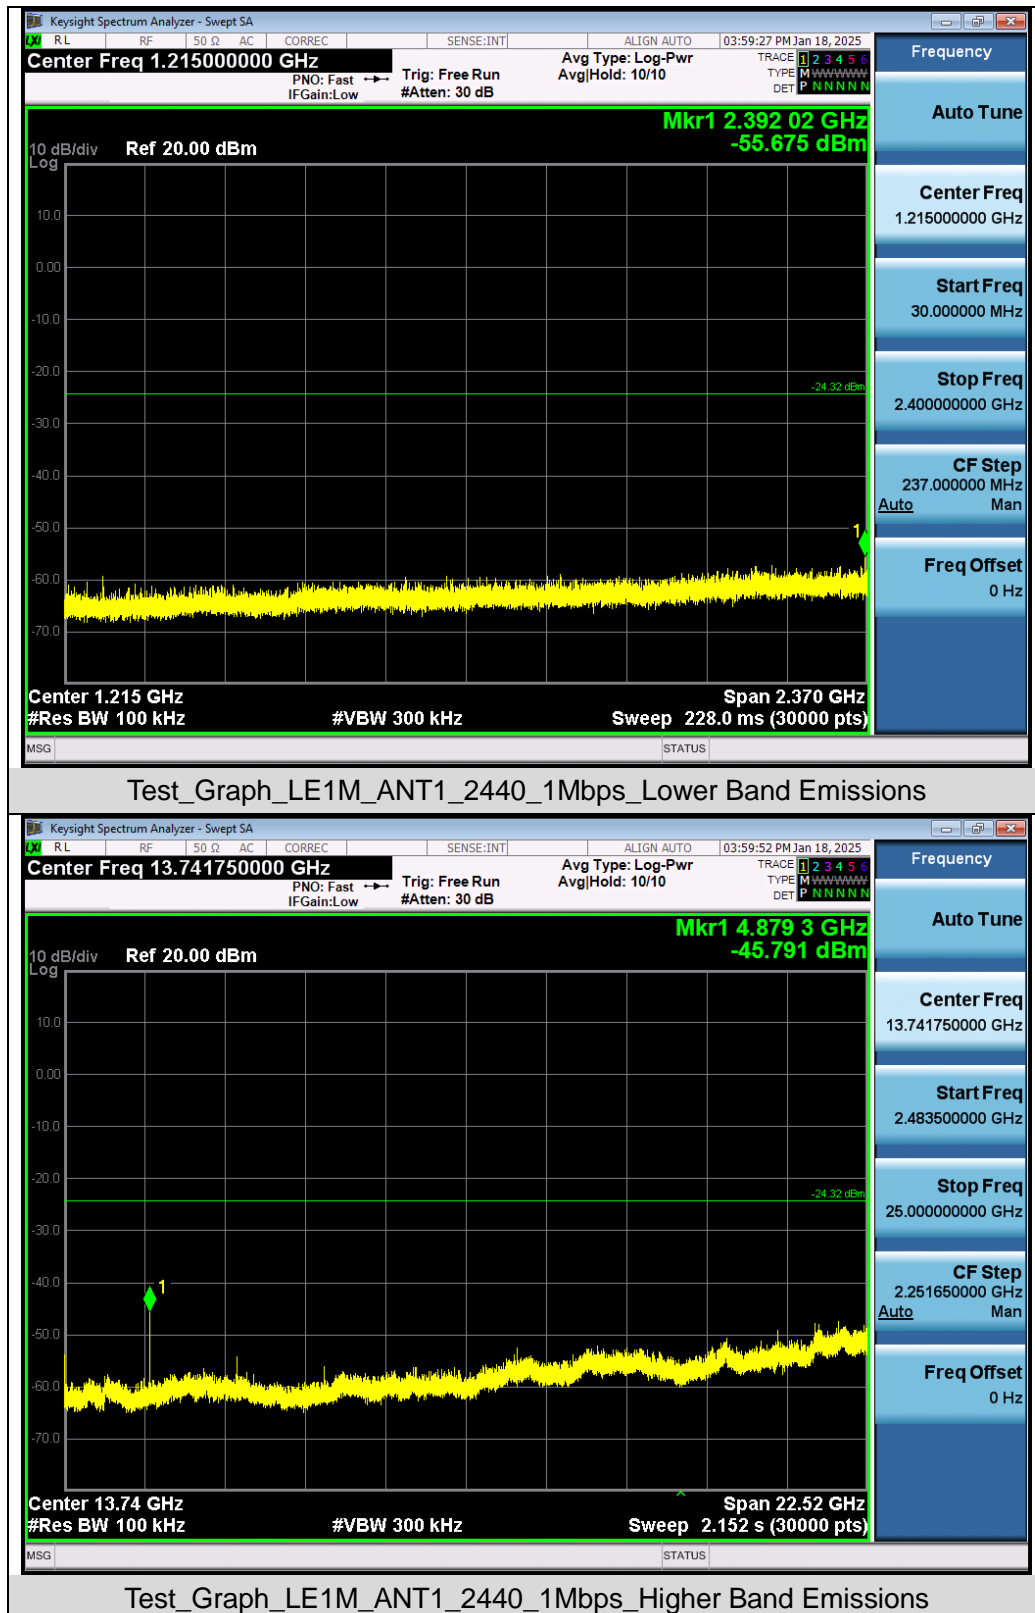 Keysight Spectrum Analyzer - Swept SA
LXI RL RF 50 Ω AC CORREC SENSE:INT ALIGN AUTO 03:59:27 PM Jan 18, 2025
Center Freq 1.215000000 GHz
PNO: Fast
IFGain:Low
Trig: Free Run
#Atten: 30 dB
Avg Type: Log-Pwr
Avg|Hold: 10/10
TRACE 1 2 3 4 5 6
TYPE M WWWWW
DET P N N N N N
Mkr1 2.392 02 GHz
-55.675 dBm
10 dB/div Ref 20.00 dBm
Log
10.0
0.00
-10.0
-20.0
-24.32 dBm
-30.0
-40.0
-50.0
1
-60.0
-70.0
Center 1.215 GHz Span 2.370 GHz
#Res BW 100 kHz #VBW 300 kHz Sweep 228.0 ms (30000 pts)
MSG STATUS
Frequency
Auto Tune
Center Freq
1.215000000 GHz
Start Freq
30.000000 MHz
Stop Freq
2.400000000 GHz
CF Step
237.000000 MHz
Auto Man
Freq Offset
0 Hz
Test_Graph_LE1M_ANT1_2440_1Mbps_Lower Band Emissions
Keysight Spectrum Analyzer - Swept SA
LXI RL RF 50 Ω AC CORREC SENSE:INT ALIGN AUTO 03:59:52 PM Jan 18, 2025
Center Freq 13.741750000 GHz
PNO: Fast
IFGain:Low
Trig: Free Run
#Atten: 30 dB
Avg Type: Log-Pwr
Avg|Hold: 10/10
TRACE 1 2 3 4 5 6
TYPE M WWWWW
DET P N N N N N
Mkr1 4.879 3 GHz
-45.791 dBm
10 dB/div Ref 20.00 dBm
Log
10.0
0.00
-10.0
-20.0
-24.32 dBm
-30.0
-40.0
1
-50.0
-60.0
-70.0
Center 13.74 GHz Span 22.52 GHz
#Res BW 100 kHz #VBW 300 kHz Sweep 2.152 s (30000 pts)
MSG STATUS
Frequency
Auto Tune
Center Freq
13.741750000 GHz
Start Freq
2.483500000 GHz
Stop Freq
25.000000000 GHz
CF Step
2.251650000 GHz
Auto Man
Freq Offset
0 Hz
Test_Graph_LE1M_ANT1_2440_1Mbps_Higher Band Emissions